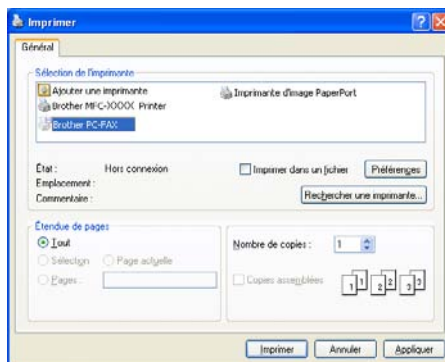 Imprimer
Général
Sélection de l'imprimante
Ajouter une imprimante
Imprimante d'image PaperPort
Brother MFC-XXXX Printer
Brother PC-FAX
État : Hors connexion
Imprimer dans un fichier
Préférences
Emplacement :
Commentaire :
Rechercher une imprimante...
Étendue de pages
Tout
Sélection
Page actuelle
Pages :
Nombre de copies : 1
Copies assemblées
1 1 2 2 3 3
Imprimer
Annuler
Appliquer